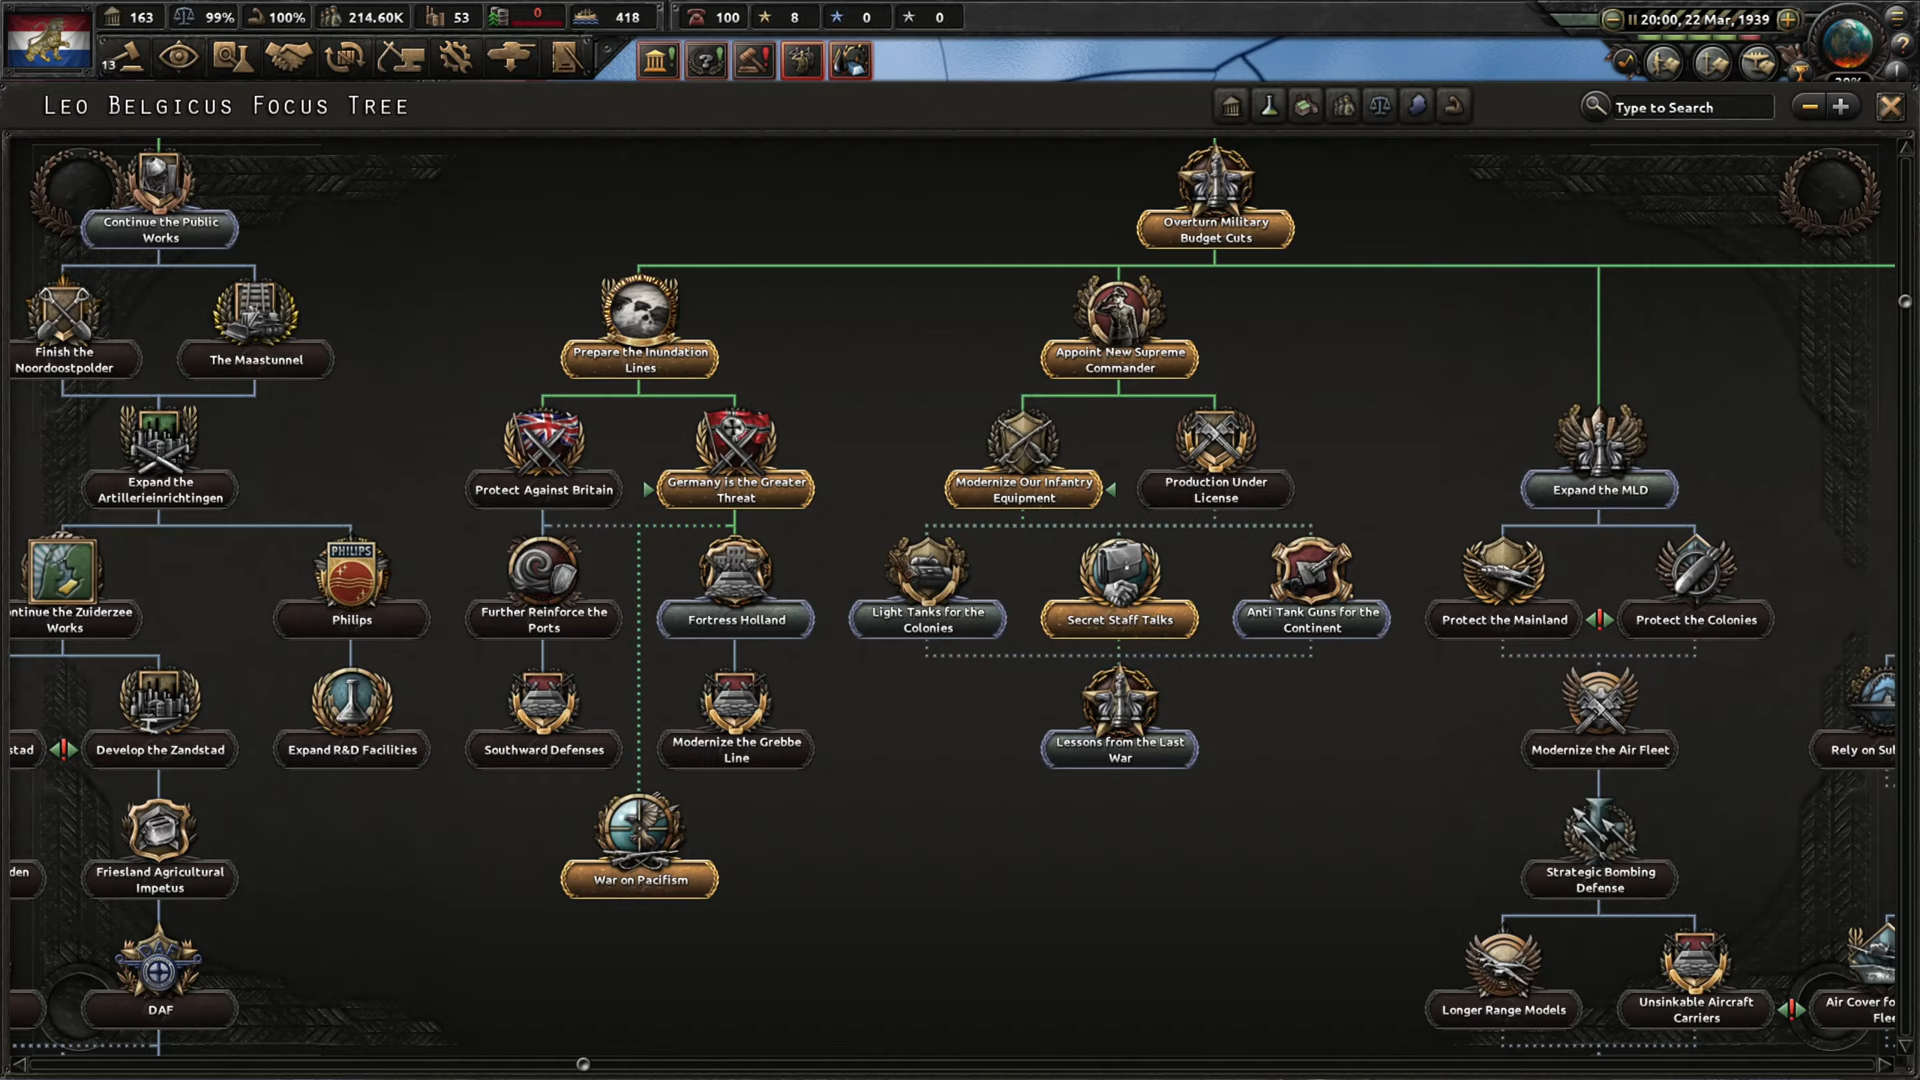 163 99% 100% 214.60K 53 0 418 100 8 0 0 20:00, 22 Mar, 1939
13
Leo Belgicus Focus Tree
Type to Search
Continue the Public
Works
Overturn Military
Budget Cuts
Finish the
Noordoostpolder
The Maastunnel
Prepare the Inundation
Lines
Appoint New Supreme
Commander
Expand the
Artillerieinrichtingen
Protect Against Britain
Germany is the Greater
Threat
Modernize Our Infantry
Equipment
Production Under
License
Expand the MLD
ontinue the Zuiderzee
Works
PHILIPS
Philips
Further Reinforce the
Ports
Fortress Holland
Light Tanks for the
Colonies
Secret Staff Talks
Anti Tank Guns for the
Continent
Protect the Mainland
Protect the Colonies
stad
Develop the Zandstad
Expand R&D Facilities
Southward Defenses
Modernize the Grebbe
Line
Lessons from the Last
War
Modernize the Air Fleet
Rely on Su
den
Friesland Agricultural
Impetus
War on Pacifism
Strategic Bombing
Defense
DAF
DAF
Longer Range Models
Unsinkable Aircraft
Carriers
Air Cover fo
Flee